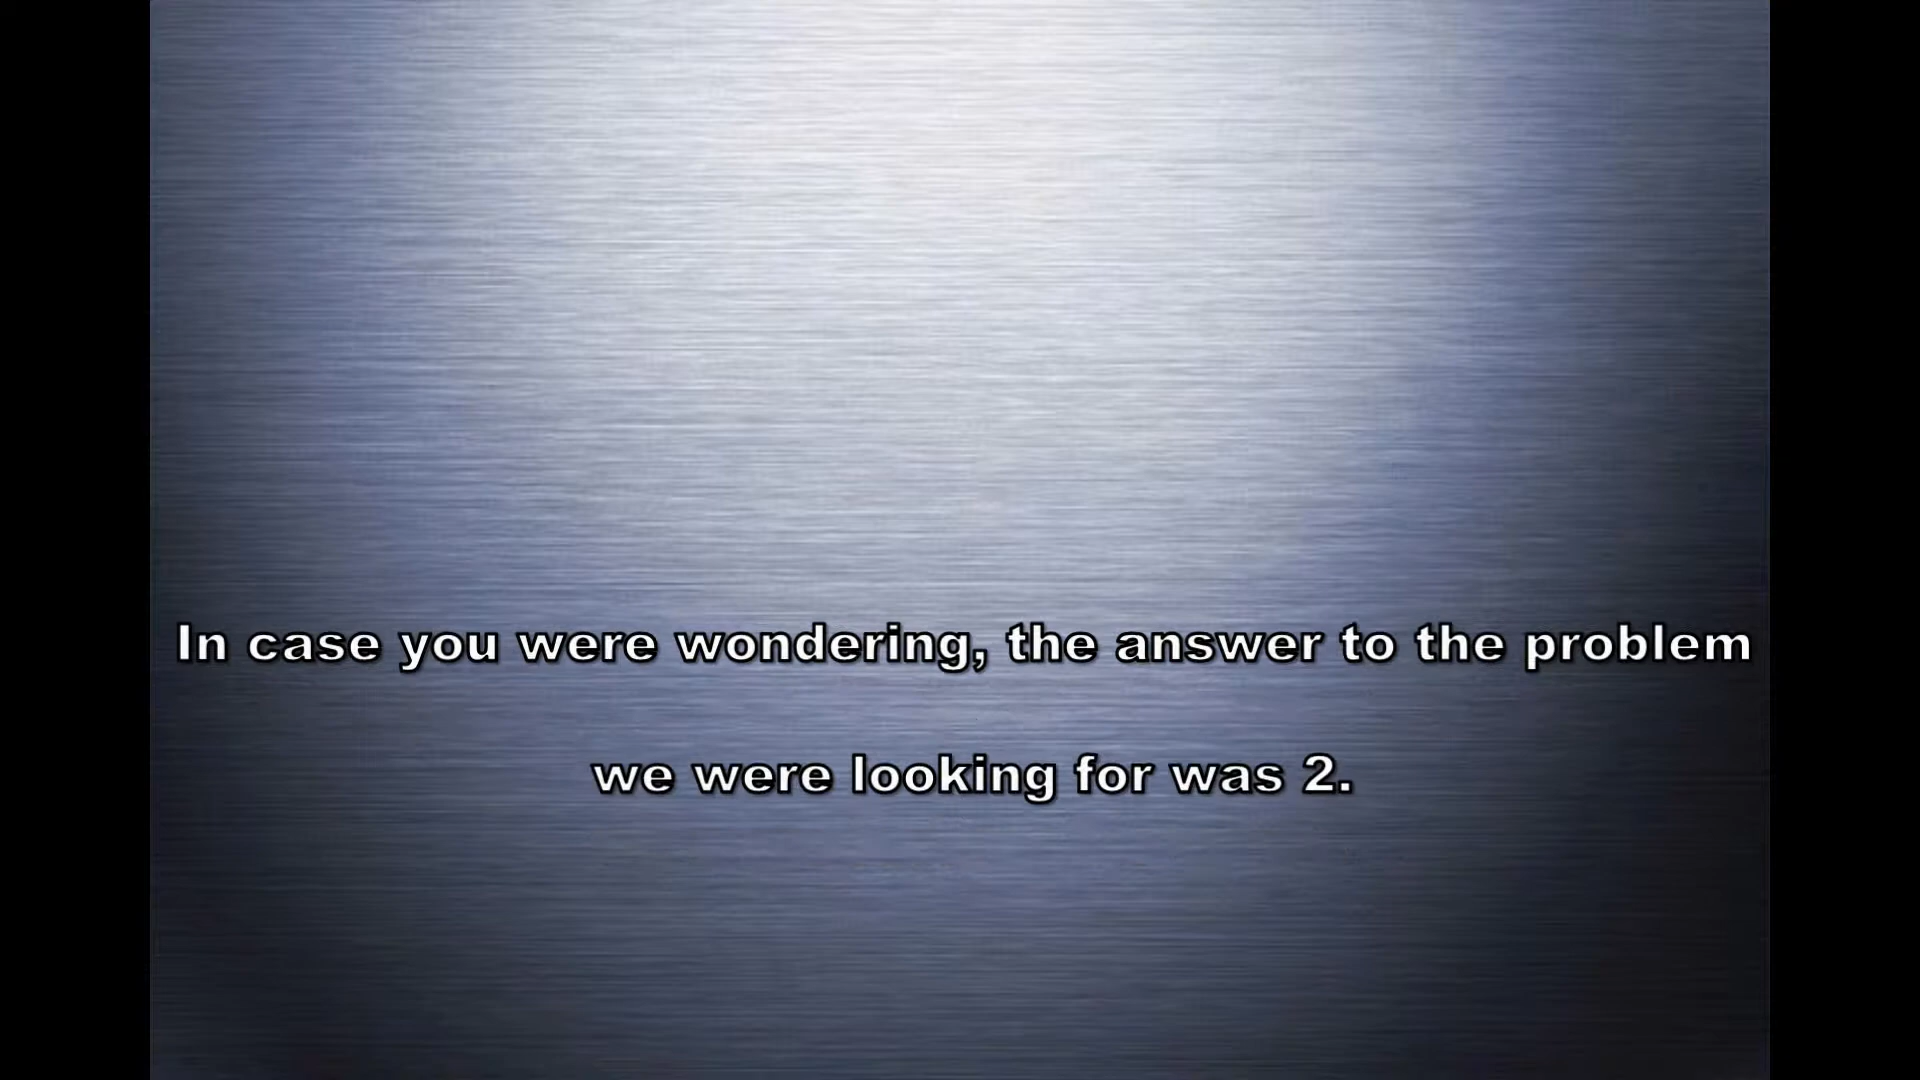 In case you were wondering, the answer to the problem
we were looking for was 2.